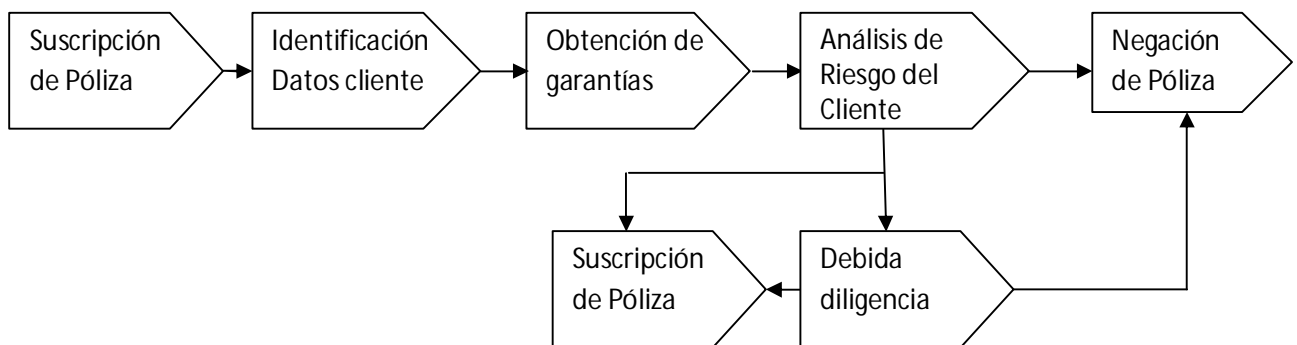 Suscripción
de Póliza
Identificación
Datos cliente
Obtención de
garantías
Análisis de
Riesgo del
Cliente
Negación
de Póliza
Suscripción
de Póliza
Debida
diligencia